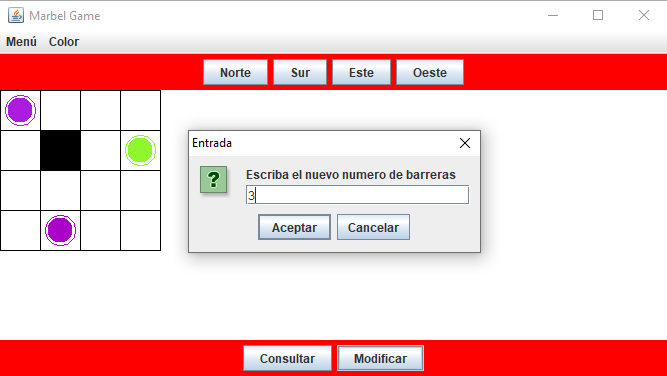 Marbel Game
Menú Color
Norte Sur Este Oeste
Entrada
?
Escriba el nuevo numero de barreras
3
Aceptar Cancelar
Consultar Modificar